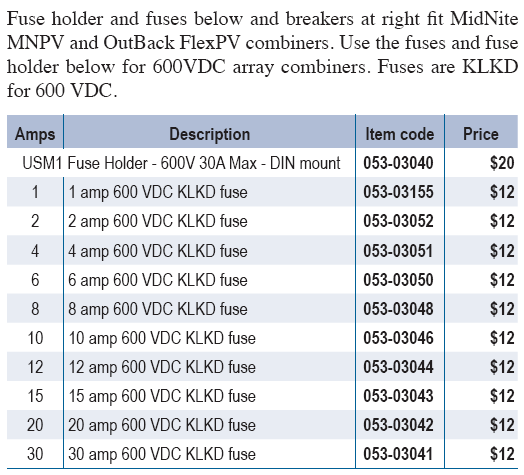 Fuse holder and fuses below and breakers at right fit MidNite
MNPV and OutBack FlexPV combiners. Use the fuses and fuse
holder below for 600VDC array combiners. Fuses are KLKD
for 600 VDC.
Amps Description Item code Price
USM1 Fuse Holder - 600V 30A Max - DIN mount 053-03040 $20
1 1 amp 600 VDC KLKD fuse 053-03155 $12
2 2 amp 600 VDC KLKD fuse 053-03052 $12
4 4 amp 600 VDC KLKD fuse 053-03051 $12
6 6 amp 600 VDC KLKD fuse 053-03050 $12
8 8 amp 600 VDC KLKD fuse 053-03048 $12
10 10 amp 600 VDC KLKD fuse 053-03046 $12
12 12 amp 600 VDC KLKD fuse 053-03044 $12
15 15 amp 600 VDC KLKD fuse 053-03043 $12
20 20 amp 600 VDC KLKD fuse 053-03042 $12
30 30 amp 600 VDC KLKD fuse 053-03041 $12